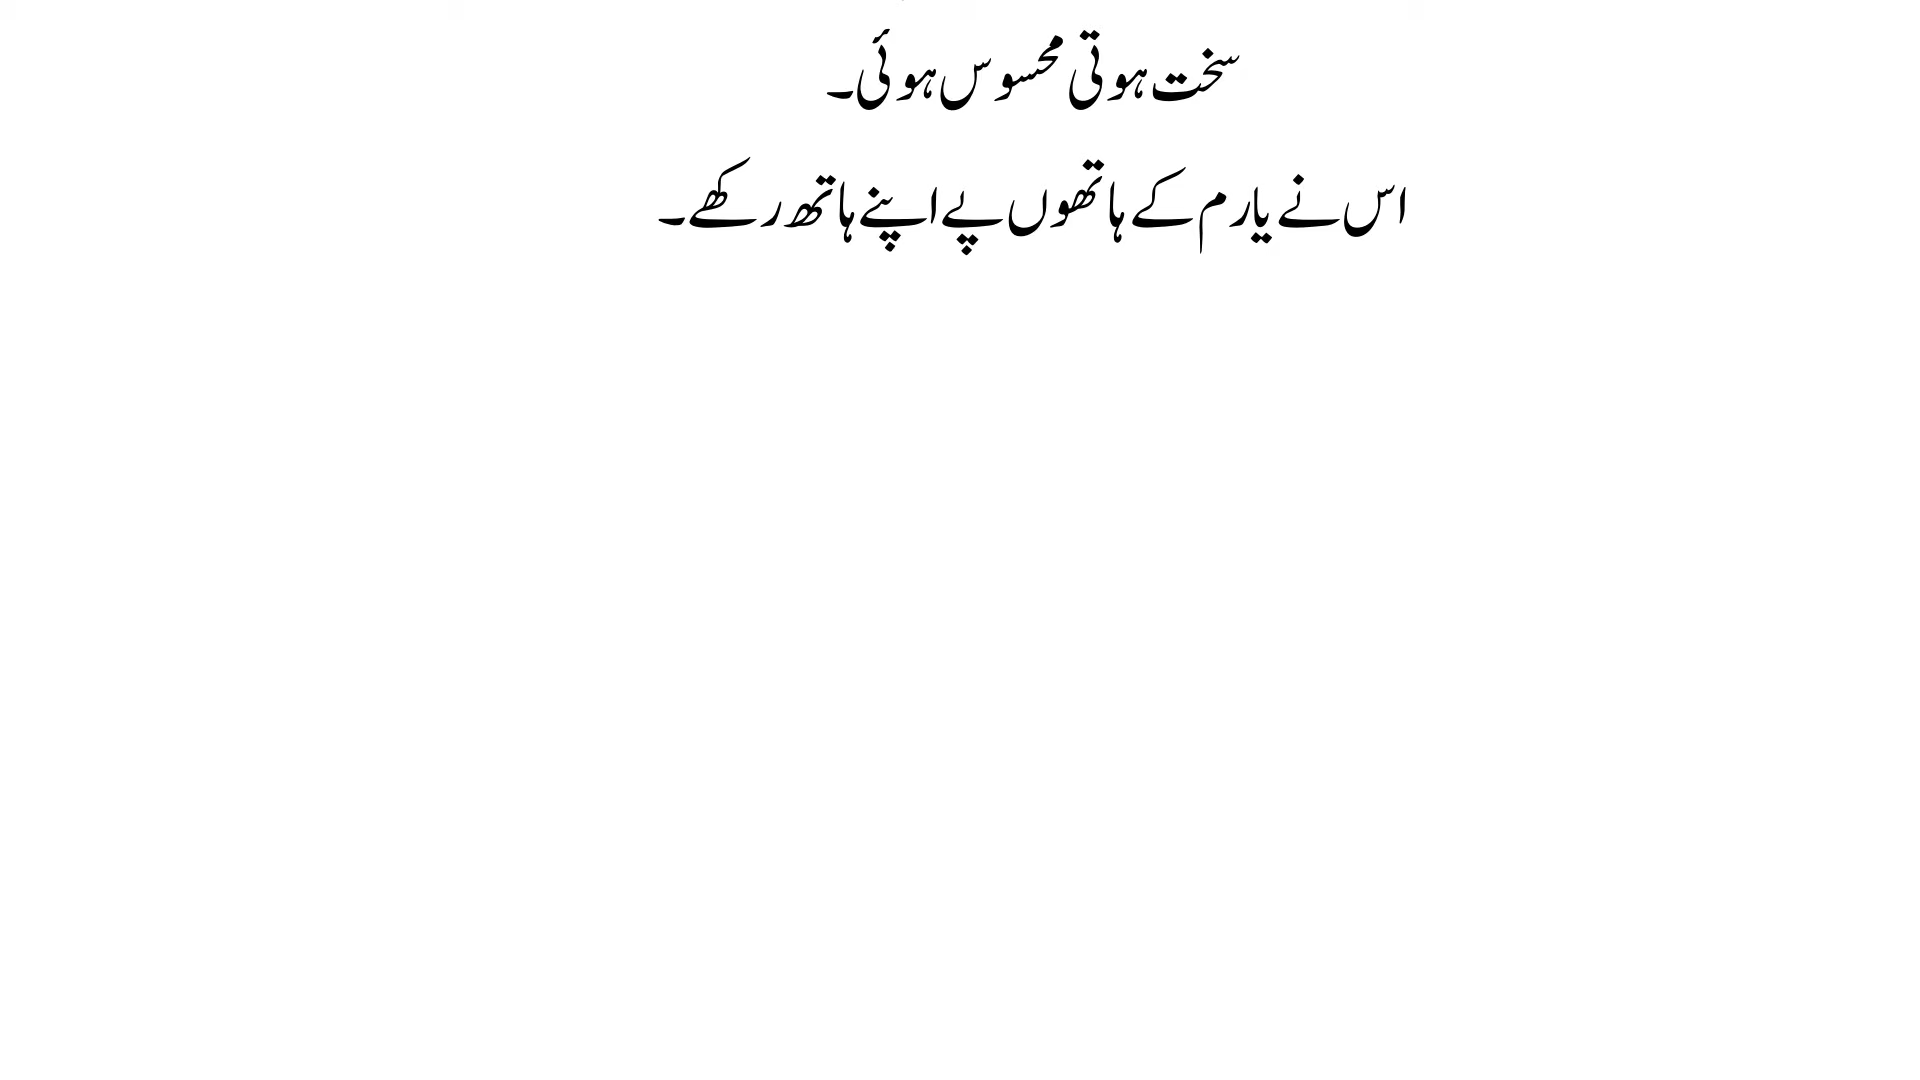 سخت ہوتی محسوس ہوئی۔
اس نے یارم کے ہاتھوں پے اپنے ہاتھ رکھے۔